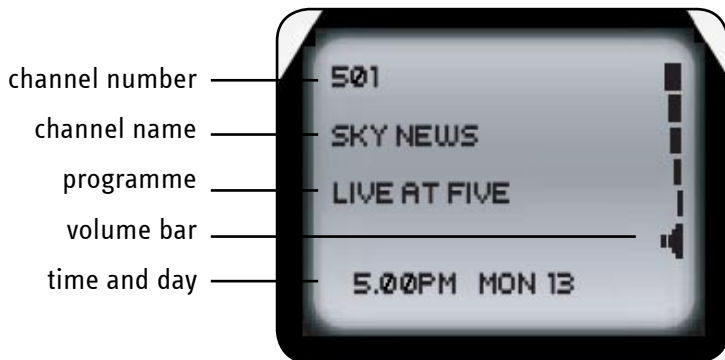 channel number
501
channel name
SKY NEWS
programme
LIVE AT FIVE
volume bar
time and day
5.00PM MON 13